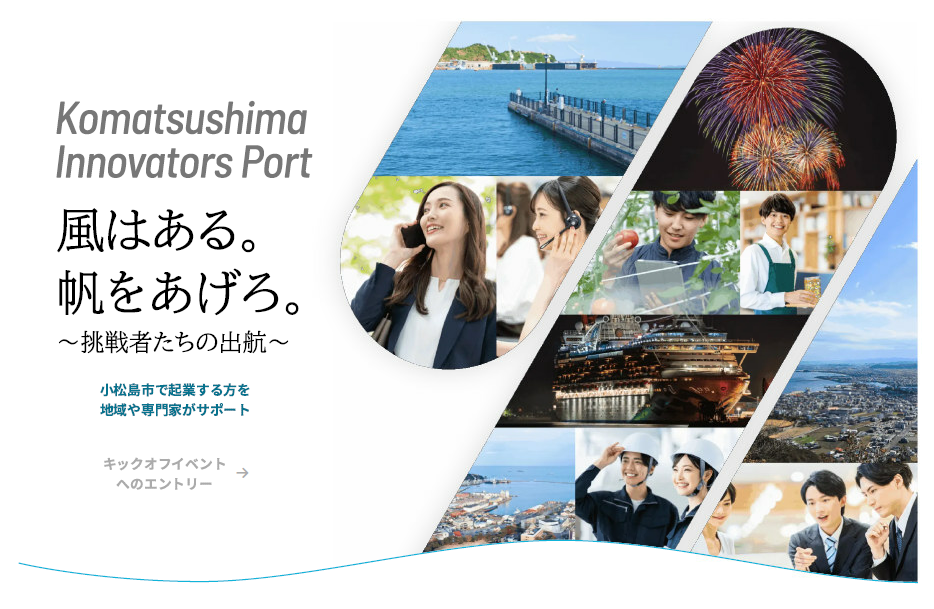 Komatsushima
Innovators Port
風はある。
帆をあげろ。
～挑戦者たちの出航～
小松島市で起業する方を
地域や専門家がサポート
キックオフイベント
へのエントリー